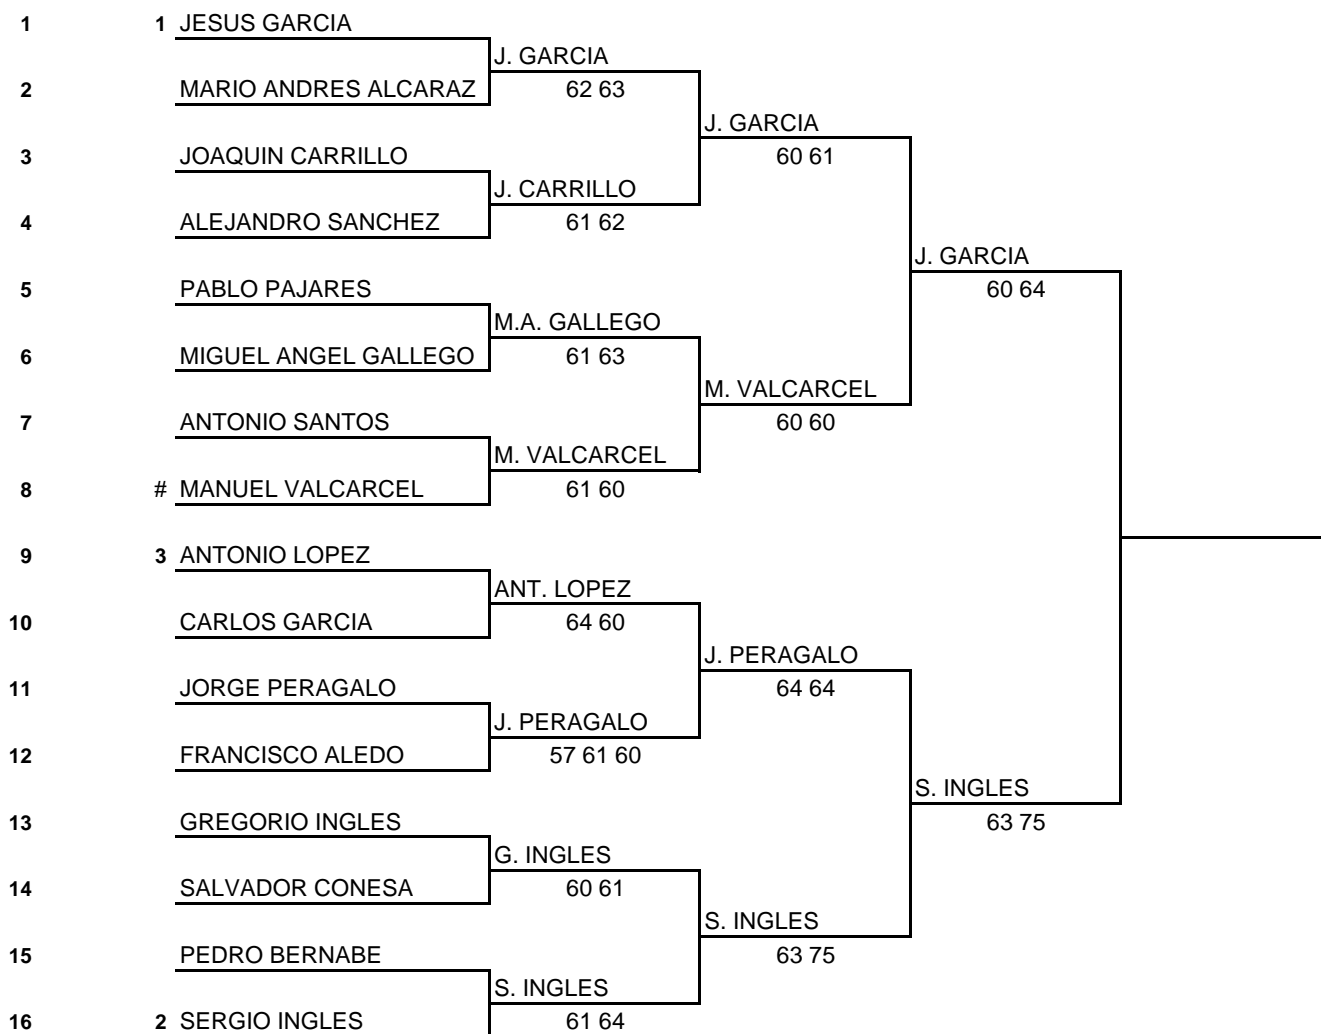 1 1 JESUS GARCIA
J. GARCIA
2 MARIO ANDRES ALCARAZ 62 63
J. GARCIA
3 JOAQUIN CARRILLO 60 61
J. CARRILLO
4 ALEJANDRO SANCHEZ 61 62
J. GARCIA
5 PABLO PAJARES 60 64
M.A. GALLEGO
6 MIGUEL ANGEL GALLEGO 61 63
M. VALCARCEL
7 ANTONIO SANTOS 60 60
M. VALCARCEL
8 # MANUEL VALCARCEL 61 60
9 3 ANTONIO LOPEZ
ANT. LOPEZ
10 CARLOS GARCIA 64 60
J. PERAGALO
11 JORGE PERAGALO 64 64
J. PERAGALO
12 FRANCISCO ALEDO 57 61 60
S. INGLES
13 GREGORIO INGLES 63 75
G. INGLES
14 SALVADOR CONESA 60 61
S. INGLES
15 PEDRO BERNABE 63 75
S. INGLES
16 2 SERGIO INGLES 61 64